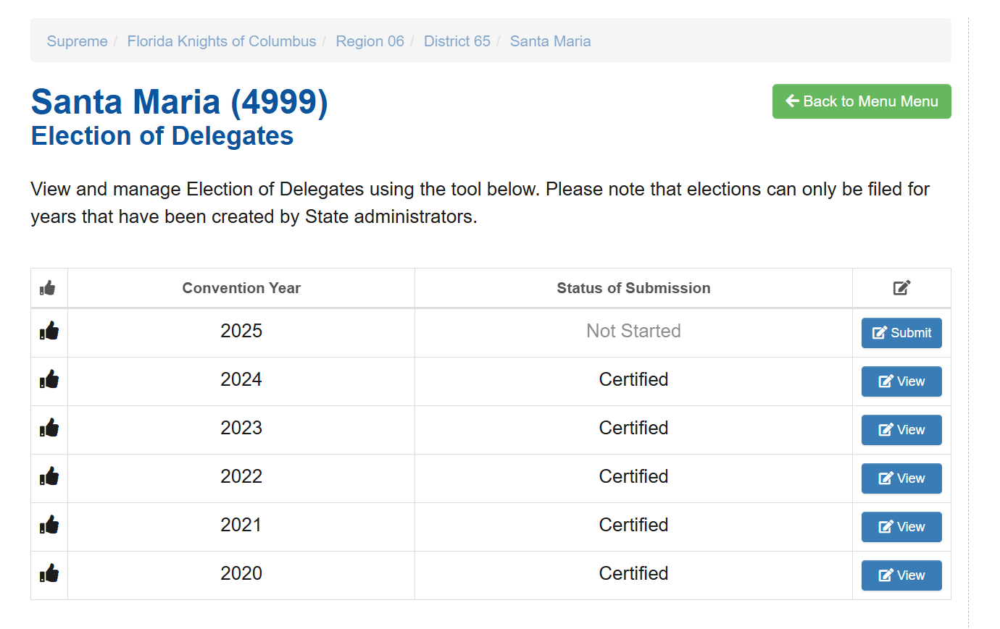 Supreme / Florida Knights of Columbus / Region 06 / District 65 / Santa Maria
Santa Maria (4999)
Back to Menu Menu
Election of Delegates
View and manage Election of Delegates using the tool below. Please note that elections can only be filed for
years that have been created by State administrators.
Convention Year Status of Submission
2025 Not Started Submit
2024 Certified View
2023 Certified View
2022 Certified View
2021 Certified View
2020 Certified View